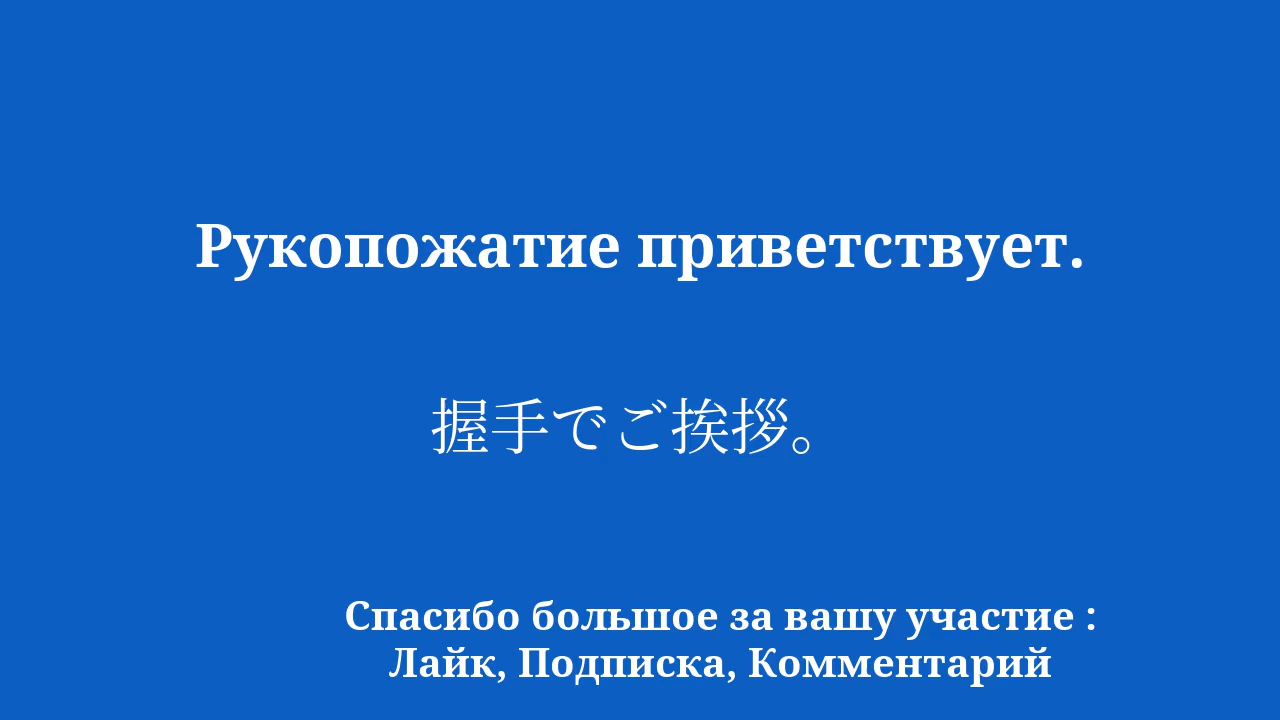 Рукопожатие приветствует.
握手でご挨拶。
Спасибо большое за вашу участие :
Лайк, Подписка, Комментарий